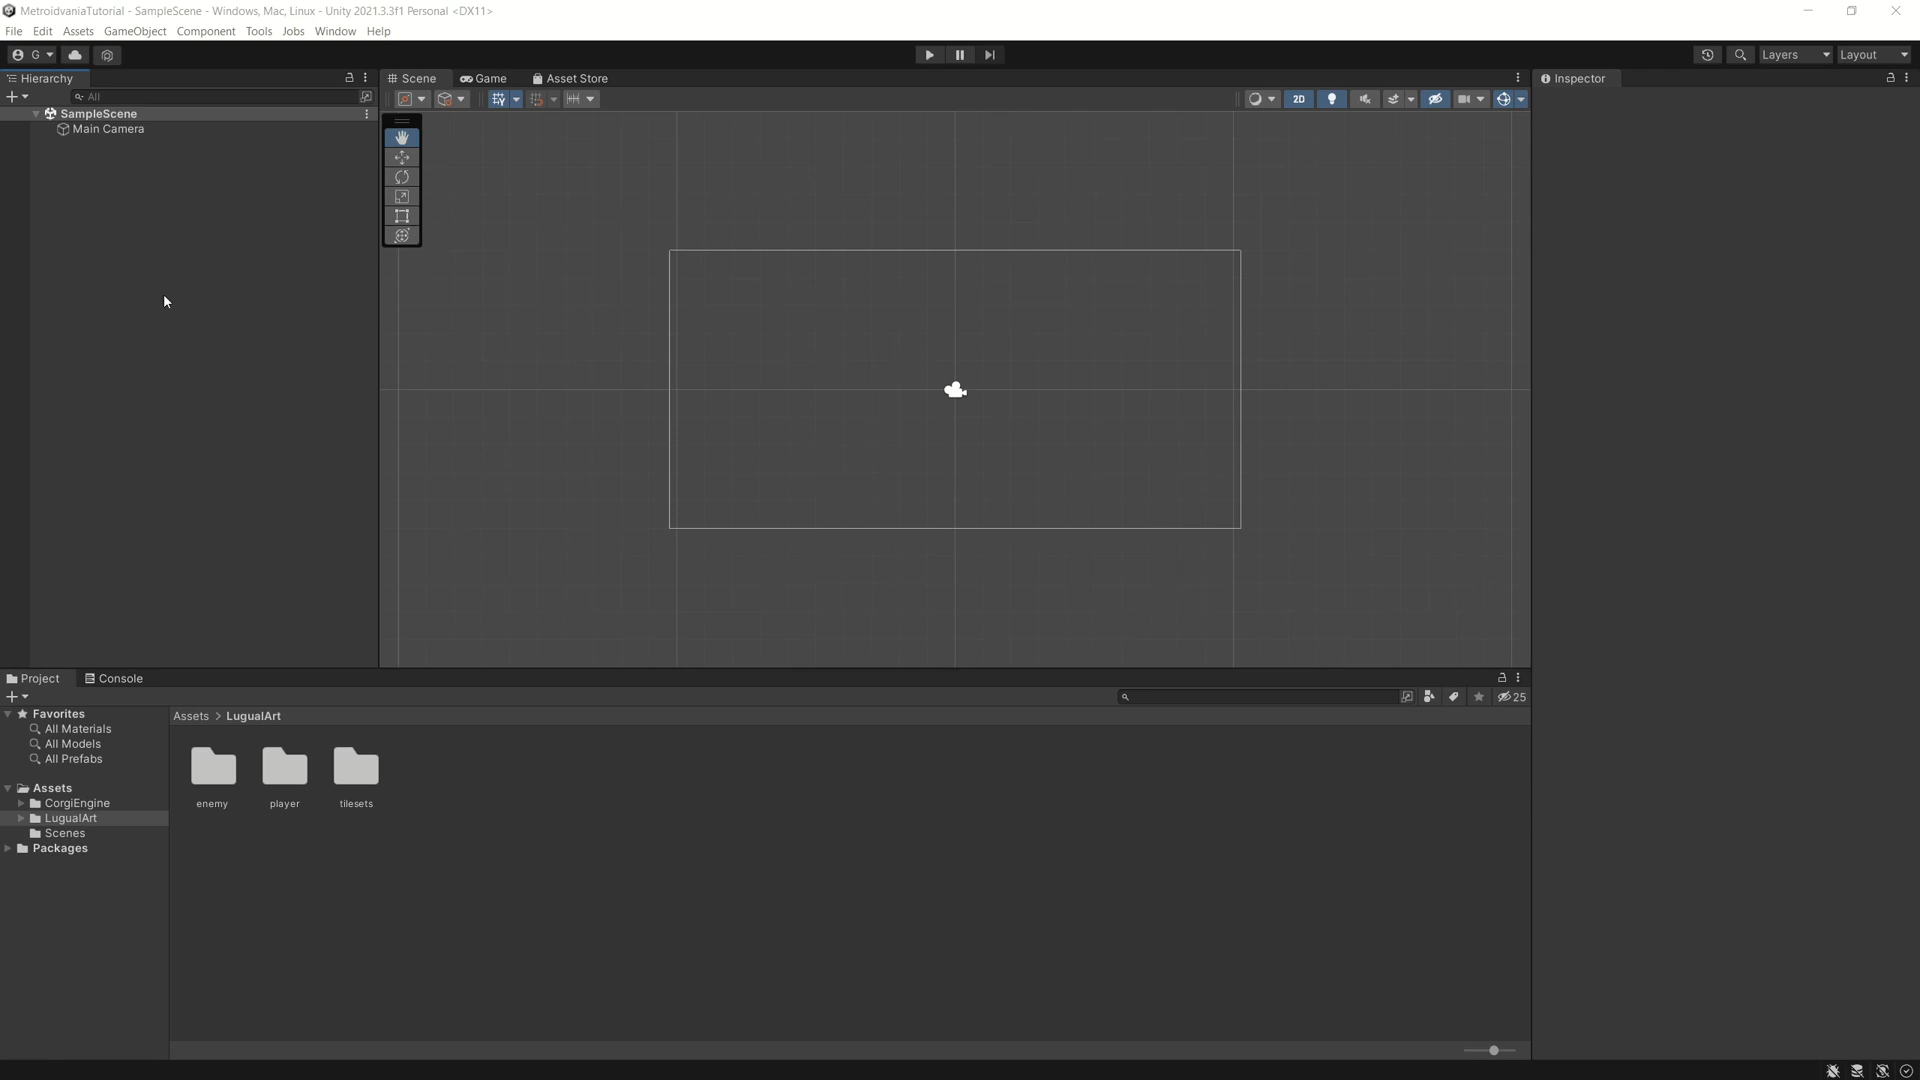 MetroidvaniaTutorial - SampleScene - Windows, Mac, Linux - Unity 2021.3.3f1 Personal <DX11>
File Edit Assets GameObject Component Tools Jobs Window Help
G Layers Layout
Hierarchy Scene Game Asset Store Inspector
All 2D
SampleScene
Main Camera
Project Console
25
Favorites
Assets > LugualArt
All Materials
All Models
All Prefabs
Assets
CorgiEngine
LugualArt
Scenes
Packages
enemy player tilesets